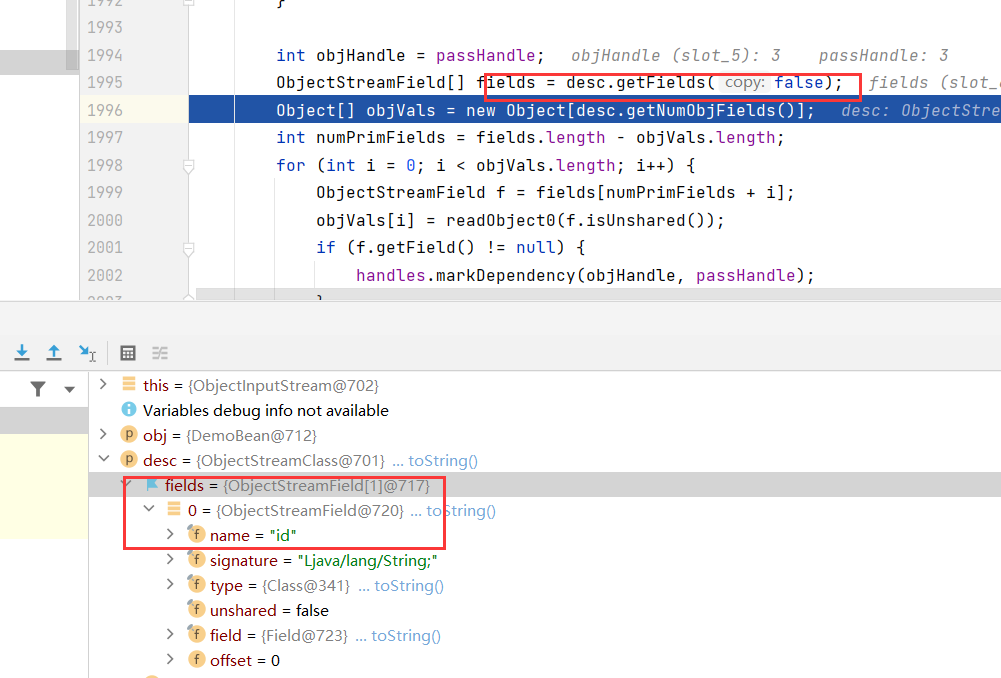 1992 }
1993
1994 int objHandle = passHandle; objHandle (slot_5): 3 passHandle: 3
1995 ObjectStreamField[] fields = desc.getFields( copy: false); fields (slot_
1996 Object[] objVals = new Object[desc.getNumObjFields()]; desc: ObjectStre
1997 int numPrimFields = fields.length - objVals.length;
1998 for (int i = 0; i < objVals.length; i++) {
1999 ObjectStreamField f = fields[numPrimFields + i];
2000 objVals[i] = readObject0(f.isUnshared());
2001 if (f.getField() != null) {
2002 handles.markDependency(objHandle, passHandle);
2003 }
this = {ObjectInputStream@702}
Variables debug info not available
obj = {DemoBean@712}
desc = {ObjectStreamClass@701} ... toString()
fields = {ObjectStreamField[1]@717}
0 = {ObjectStreamField@720} ... toString()
name = "id"
signature = "Ljava/lang/String;"
type = {Class@341} ... toString()
unshared = false
field = {Field@723} ... toString()
offset = 0